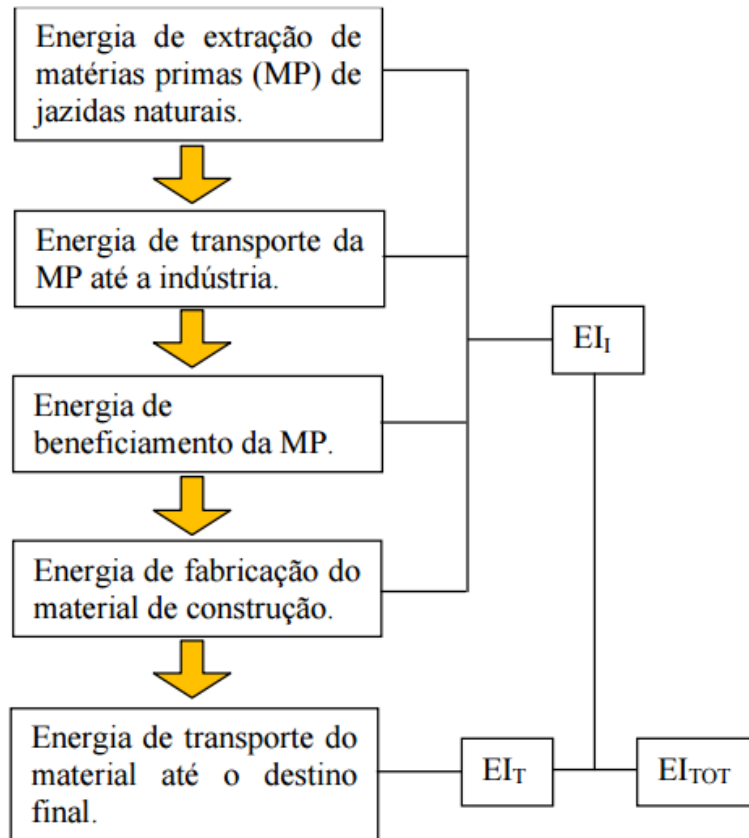 Energia de extração de
matérias primas (MP) de
jazidas naturais.
Energia de transporte da
MP até a indústria.
EI_I
Energia de
beneficiamento da MP.
Energia de fabricação do
material de construção.
Energia de transporte do
material até o destino
final.
EI_T
EI_TOT